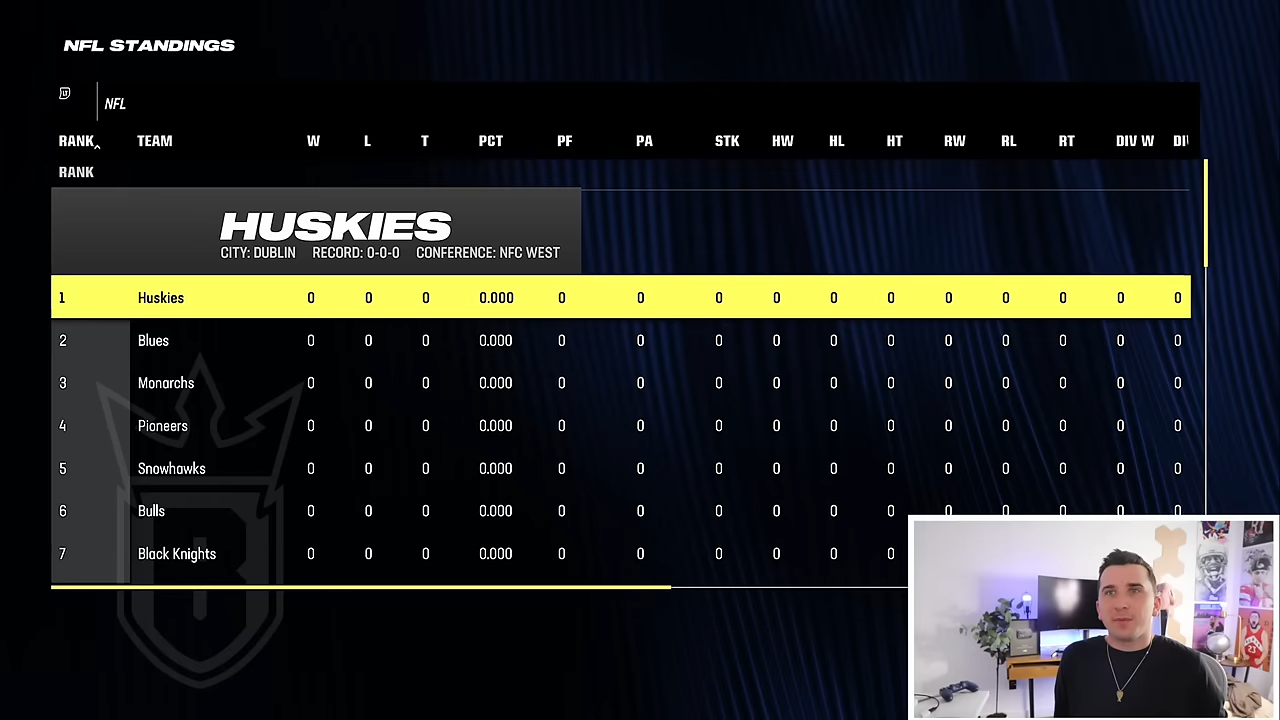 NFL STANDINGS
LT NFL
RANK TEAM W L T PCT PF PA STK HW HL HT RW RL RT DIV W
RANK
HUSKIES
CITY: DUBLIN RECORD: 0-0-0 CONFERENCE: NFC WEST
1 Huskies 0 0 0 0.000 0 0 0 0 0 0 0 0 0 0 0
2 Blues 0 0 0 0.000 0 0 0 0 0 0 0 0 0 0 0
3 Monarchs 0 0 0 0.000 0 0 0 0 0 0 0 0 0 0 0
4 Pioneers 0 0 0 0.000 0 0 0 0 0 0 0 0 0 0 0
5 Snowhawks 0 0 0 0.000 0 0 0 0 0 0 0 0 0 0 0
6 Bulls 0 0 0 0.000 0 0 0 0 0 0 0 0 0 0 0
7 Black Knights 0 0 0 0.000 0 0 0 0 0 0
B
23